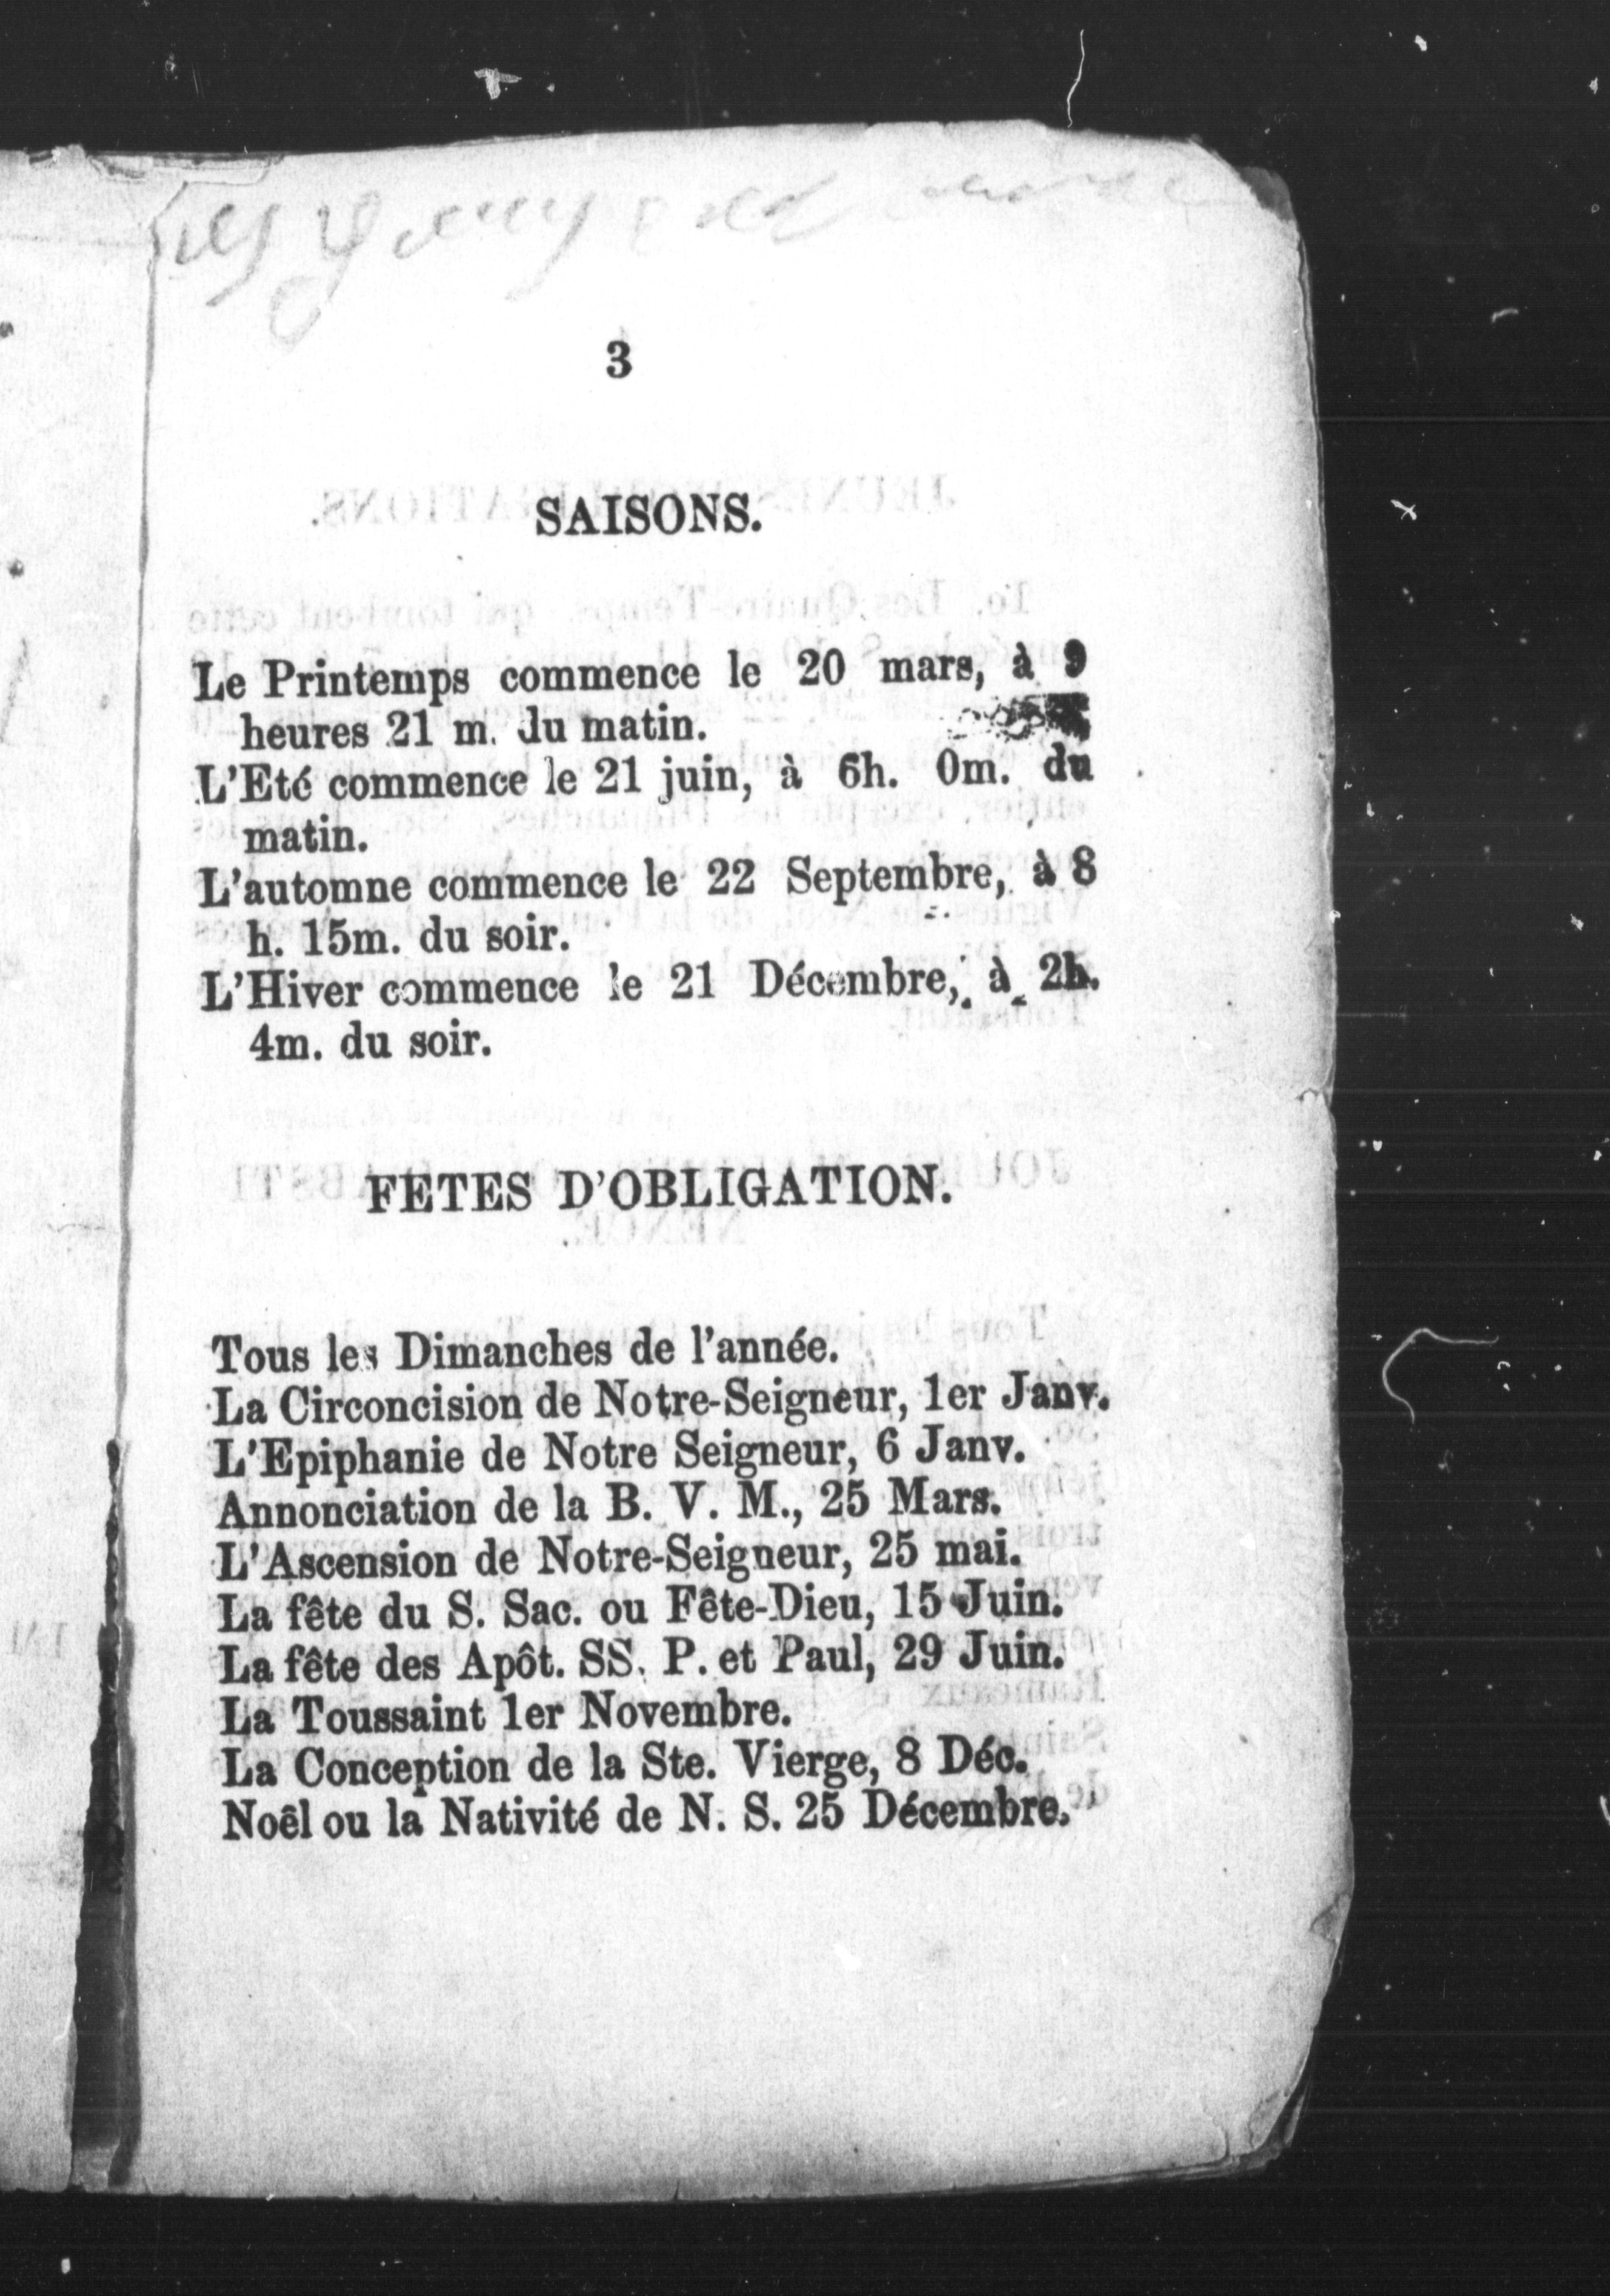 3
SAISONS.
Le Printemps commence le 20 mars, à 9
heures 21 m. du matin.
L'Eté commence le 21 juin, à 6h. 0m. du
matin.
L'automne commence le 22 Septembre, à 8
h. 15m. du soir.
L'Hiver commence le 21 Décembre, à 2h.
4m. du soir.
FETES D'OBLIGATION.
Tous les Dimanches de l'année.
La Circoncision de Notre-Seigneur, 1er Janv.
L'Epiphanie de Notre Seigneur, 6 Janv.
Annonciation de la B. V. M., 25 Mars.
L'Ascension de Notre-Seigneur, 25 mai.
La fête du S. Sac. ou Fête-Dieu, 15 Juin.
La fête des Apôt. SS. P. et Paul, 29 Juin.
La Toussaint 1er Novembre.
La Conception de la Ste. Vierge, 8 Déc.
Noêl ou la Nativité de N. S. 25 Décembre.